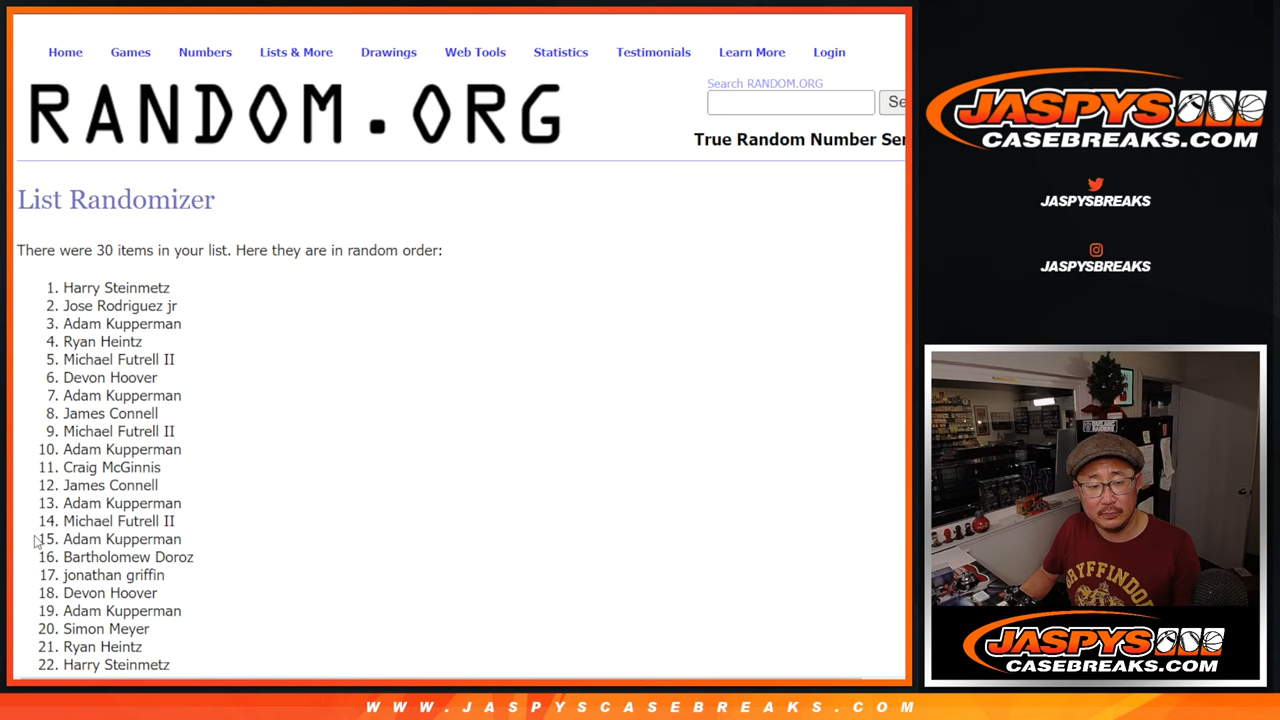 Home Games Numbers Lists & More Drawings Web Tools Statistics Testimonials Learn More Login
RANDOM.ORG
Search RANDOM.ORG
True Random Number Ser
List Randomizer
There were 30 items in your list. Here they are in random order:
1. Harry Steinmetz
2. Jose Rodriguez jr
3. Adam Kupperman
4. Ryan Heintz
5. Michael Futrell II
6. Devon Hoover
7. Adam Kupperman
8. James Connell
9. Michael Futrell II
10. Adam Kupperman
11. Craig McGinnis
12. James Connell
13. Adam Kupperman
14. Michael Futrell II
15. Adam Kupperman
16. Bartholomew Doroz
17. jonathan griffin
18. Devon Hoover
19. Adam Kupperman
20. Simon Meyer
21. Ryan Heintz
22. Harry Steinmetz
JASPYS
CASEBREAKS.COM
JASPYSBREAKS
JASPYSBREAKS
JASPYS
CASEBREAKS.COM
WWW.JASPYSCASEBREAKS.COM